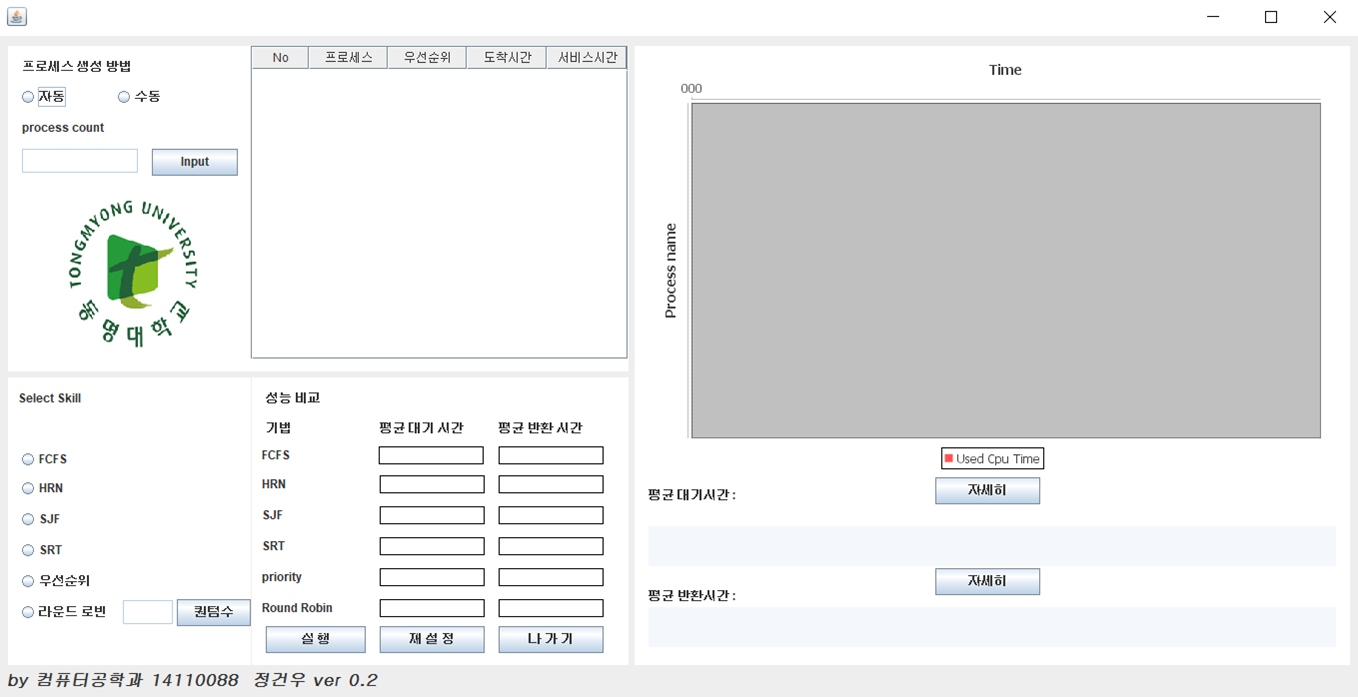 프로세스 생성 방법
자동 수동
process count
Input
TONGMYONG UNIVERSITY
동명대학교
No 프로세스 우선순위 도착시간 서비스시간
Time
000
Process name
Used Cpu Time
평균 대기시간 : 자세히
평균 반환시간 : 자세히
Select Skill
FCFS
HRN
SJF
SRT
우선순위
라운드 로빈 퀀텀수
성능 비교
기법 평균 대기 시간 평균 반환 시간
FCFS
HRN
SJF
SRT
priority
Round Robin
실 행 재 설 정 나 가 기
by 컴퓨터공학과 14110088 정건우 ver 0.2